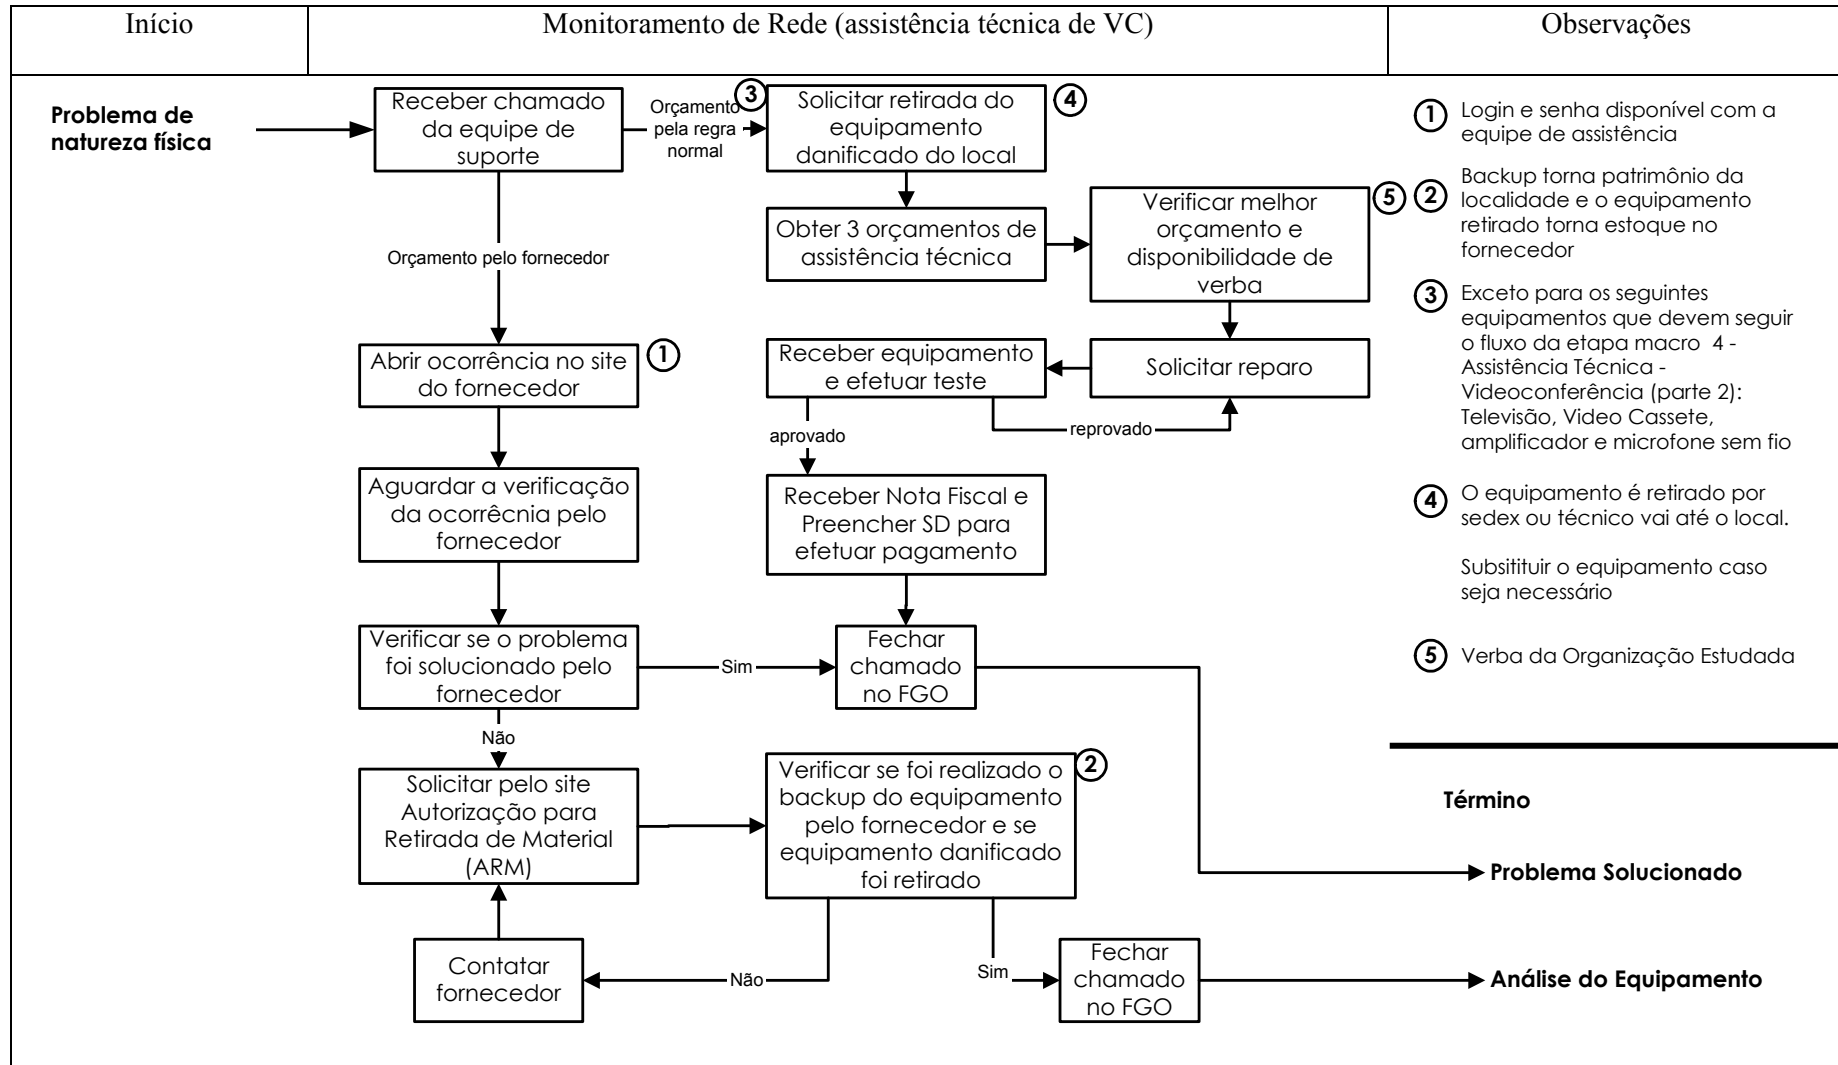 Início
Monitoramento de Rede (assistência técnica de VC)
Observações
Problema de
natureza física
Receber chamado
da equipe de
suporte
Orçamento
pela regra
normal
3
Solicitar retirada do
equipamento
danificado do local
4
Obter 3 orçamentos de
assistência técnica
Verificar melhor
orçamento e
disponibilidade de
verba
5
Orçamento pelo fornecedor
Abrir ocorrência no site
do fornecedor
1
Receber equipamento
e efetuar teste
Solicitar reparo
aprovado
reprovado
Aguardar a verificação
da ocorrêcnia pelo
fornecedor
Receber Nota Fiscal e
Preencher SD para
efetuar pagamento
Verificar se o problema
foi solucionado pelo
fornecedor
Sim
Fechar
chamado
no FGO
Não
Solicitar pelo site
Autorização para
Retirada de Material
(ARM)
Verificar se foi realizado o
backup do equipamento
pelo fornecedor e se
equipamento danificado
foi retirado
2
Contatar
fornecedor
Não
Sim
Fechar
chamado
no FGO
1 Login e senha disponível com a
equipe de assistência
2 Backup torna patrimônio da
localidade e o equipamento
retirado torna estoque no
fornecedor
3 Exceto para os seguintes
equipamentos que devem seguir
o fluxo da etapa macro 4 -
Assistência Técnica -
Videoconferência (parte 2):
Televisão, Video Cassete,
amplificador e microfone sem fio
4 O equipamento é retirado por
sedex ou técnico vai até o local.
Subsitituir o equipamento caso
seja necessário
5 Verba da Organização Estudada
Término
Problema Solucionado
Análise do Equipamento